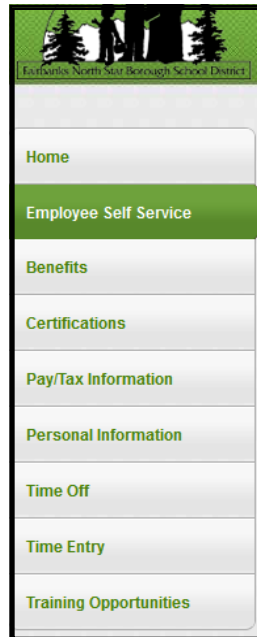 Fairbanks North Star Borough School District
Home
Employee Self Service
Benefits
Certifications
Pay/Tax Information
Personal Information
Time Off
Time Entry
Training Opportunities